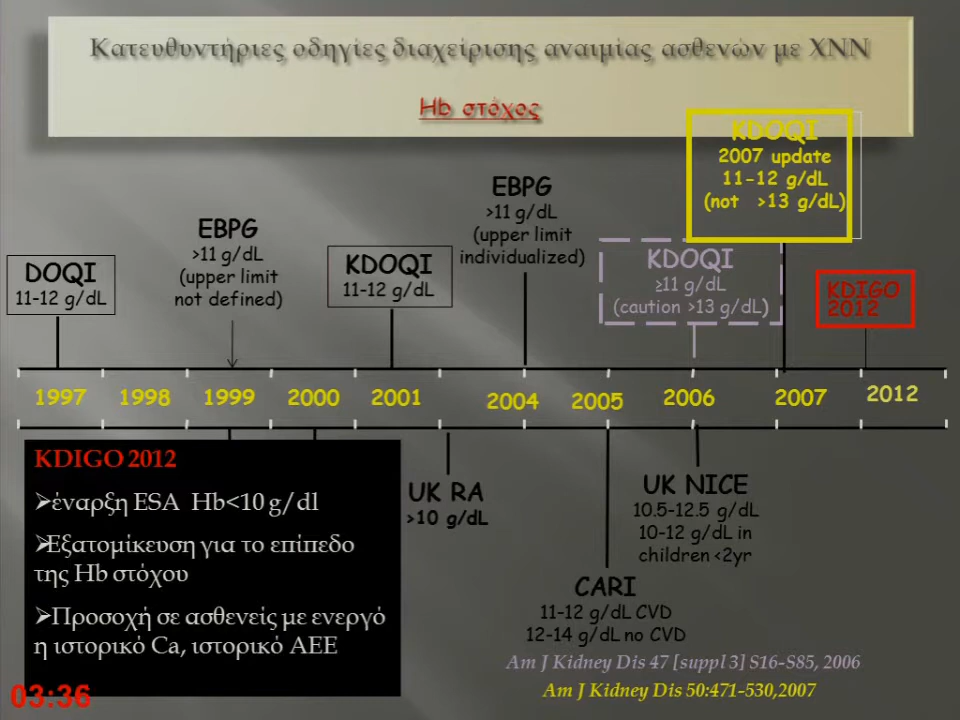 Κατευθυντήριες οδηγίες διαχείρισης αναιμίας ασθενών με ΧΝΝ
Hb στόχος
DOQI
11-12 g/dL
EBPG
>11 g/dL
(upper limit
not defined)
KDOQI
11-12 g/dL
EBPG
>11 g/dL
(upper limit
individualized)
KDOQI
≥11 g/dL
(caution >13 g/dL)
KDOQI
2007 update
11-12 g/dL
(not >13 g/dL)
KDIGO
2012
1997 1998 1999 2000 2001 2004 2005 2006 2007 2012
KDIGO 2012
➢έναρξη ESA Hb<10 g/dl
➢Εξατομίκευση για το επίπεδο
της Hb στόχου
➢Προσοχή σε ασθενείς με ενεργό
η ιστορικό Ca, ιστορικό ΑΕΕ
UK RA
>10 g/dL
CARI
11-12 g/dL CVD
12-14 g/dL no CVD
UK NICE
10.5-12.5 g/dL
10-12 g/dL in
children <2yr
Am J Kidney Dis 47 [suppl 3] S16-S85, 2006
Am J Kidney Dis 50:471-530,2007
03:36